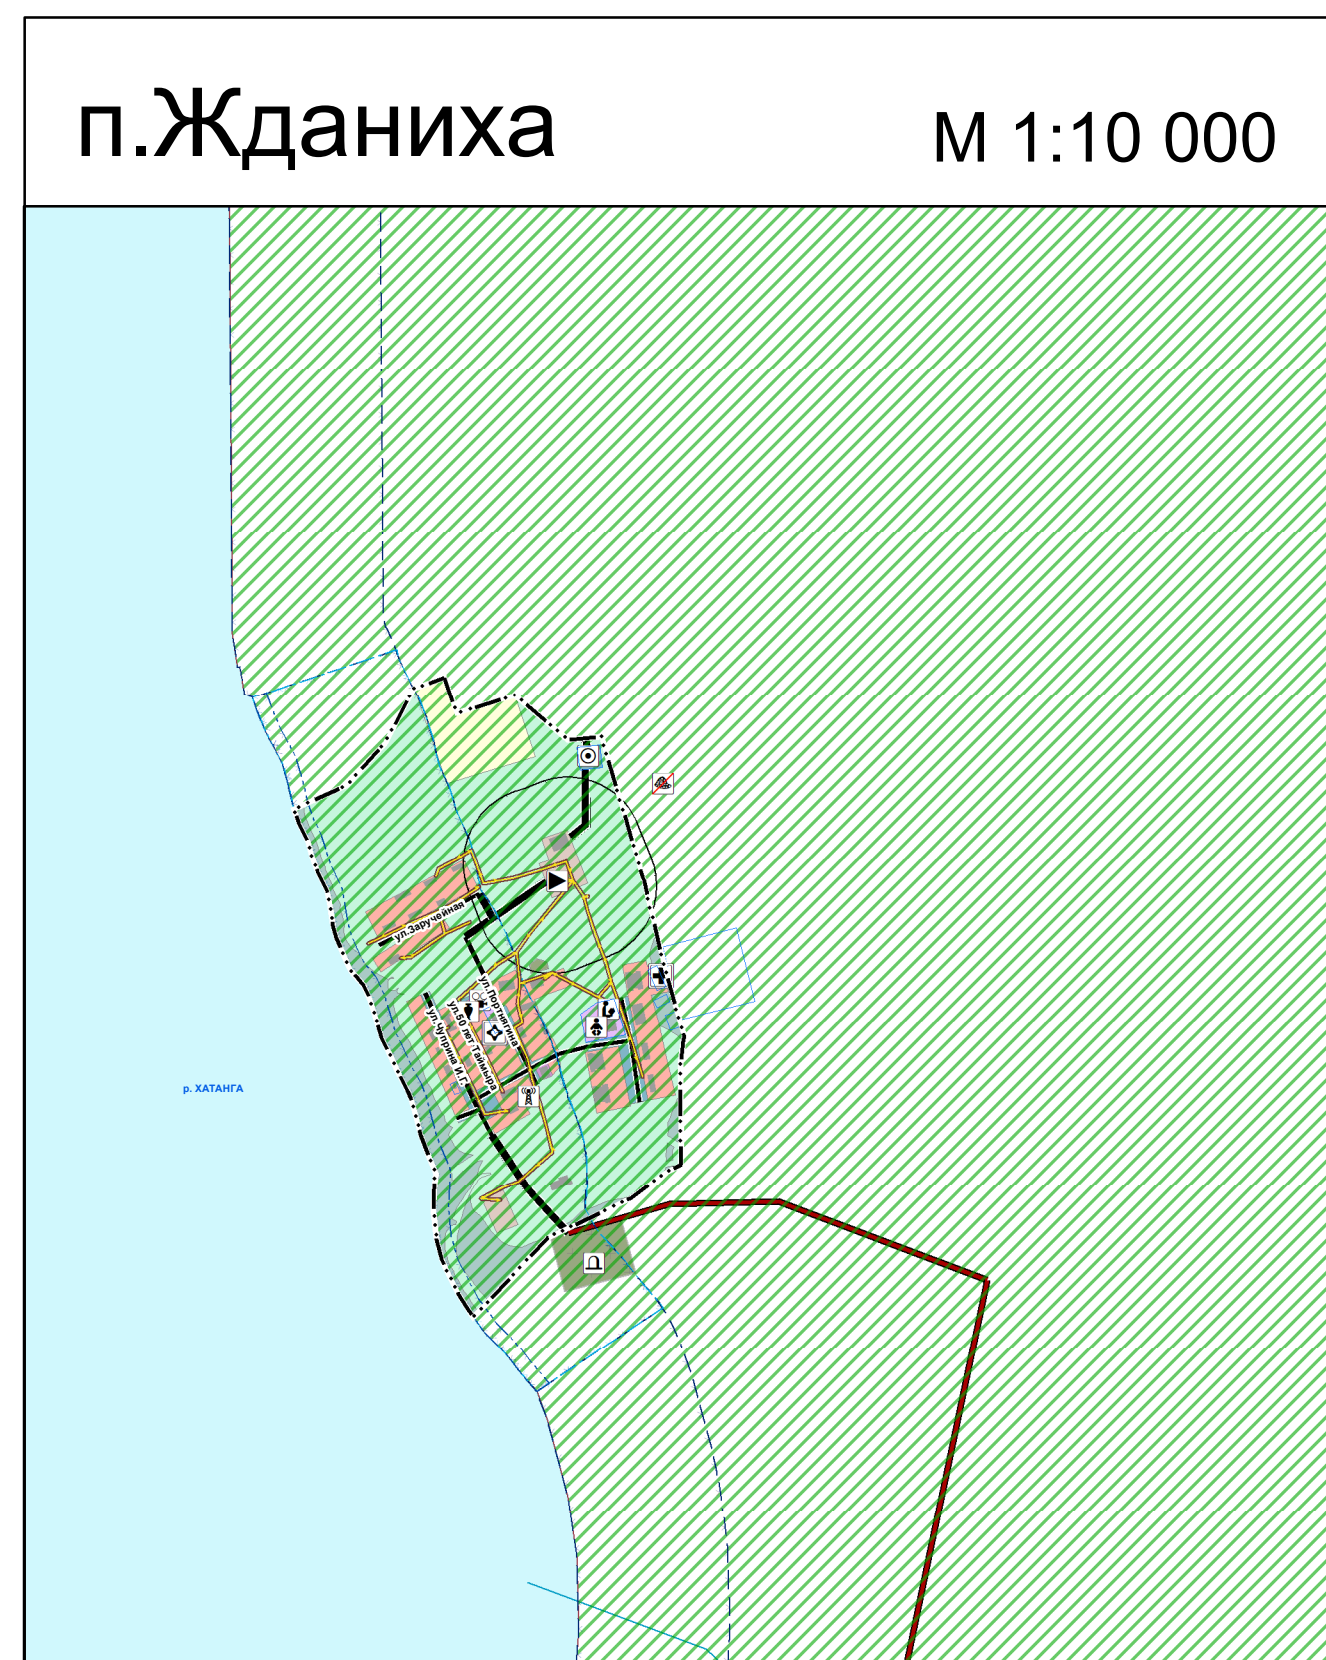 п.Жданиха
М 1:10 000
ул.Заручейная
ул.Портнягина
ул.50 лет Таймыра
ул.Чуприна И.Г.
р. ХАТАНГА